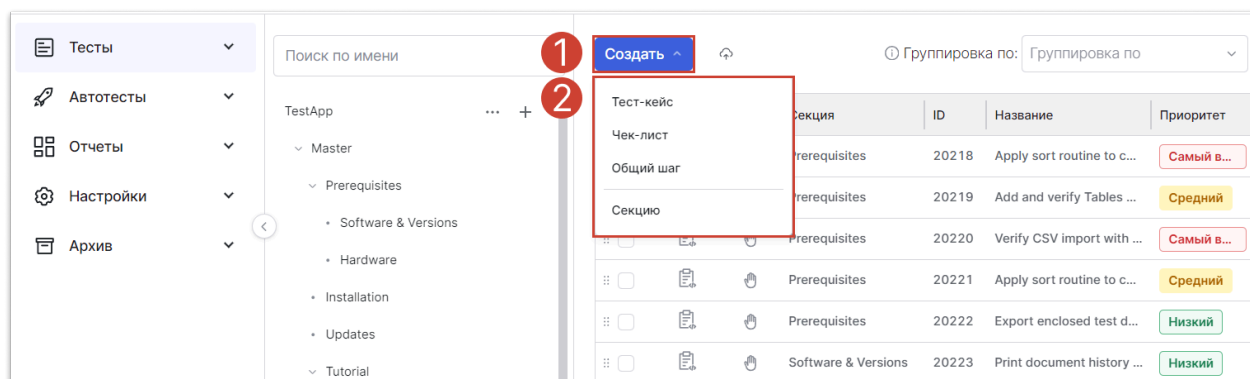 Тесты
Автотесты
Отчеты
Настройки
Архив
Поиск по имени
TestApp
Master
Prerequisites
Software & Versions
Hardware
Installation
Updates
Tutorial
1
Создать
Группировка по: Группировка по
2
Тест-кейс
Чек-лист
Общий шаг
Секцию
Секция ID Название Приоритет
Prerequisites 20218 Apply sort routine to c... Самый в...
Prerequisites 20219 Add and verify Tables ... Средний
Prerequisites 20220 Verify CSV import with ... Самый в...
Prerequisites 20221 Apply sort routine to c... Средний
Prerequisites 20222 Export enclosed test d... Низкий
Software & Versions 20223 Print document history ... Низкий